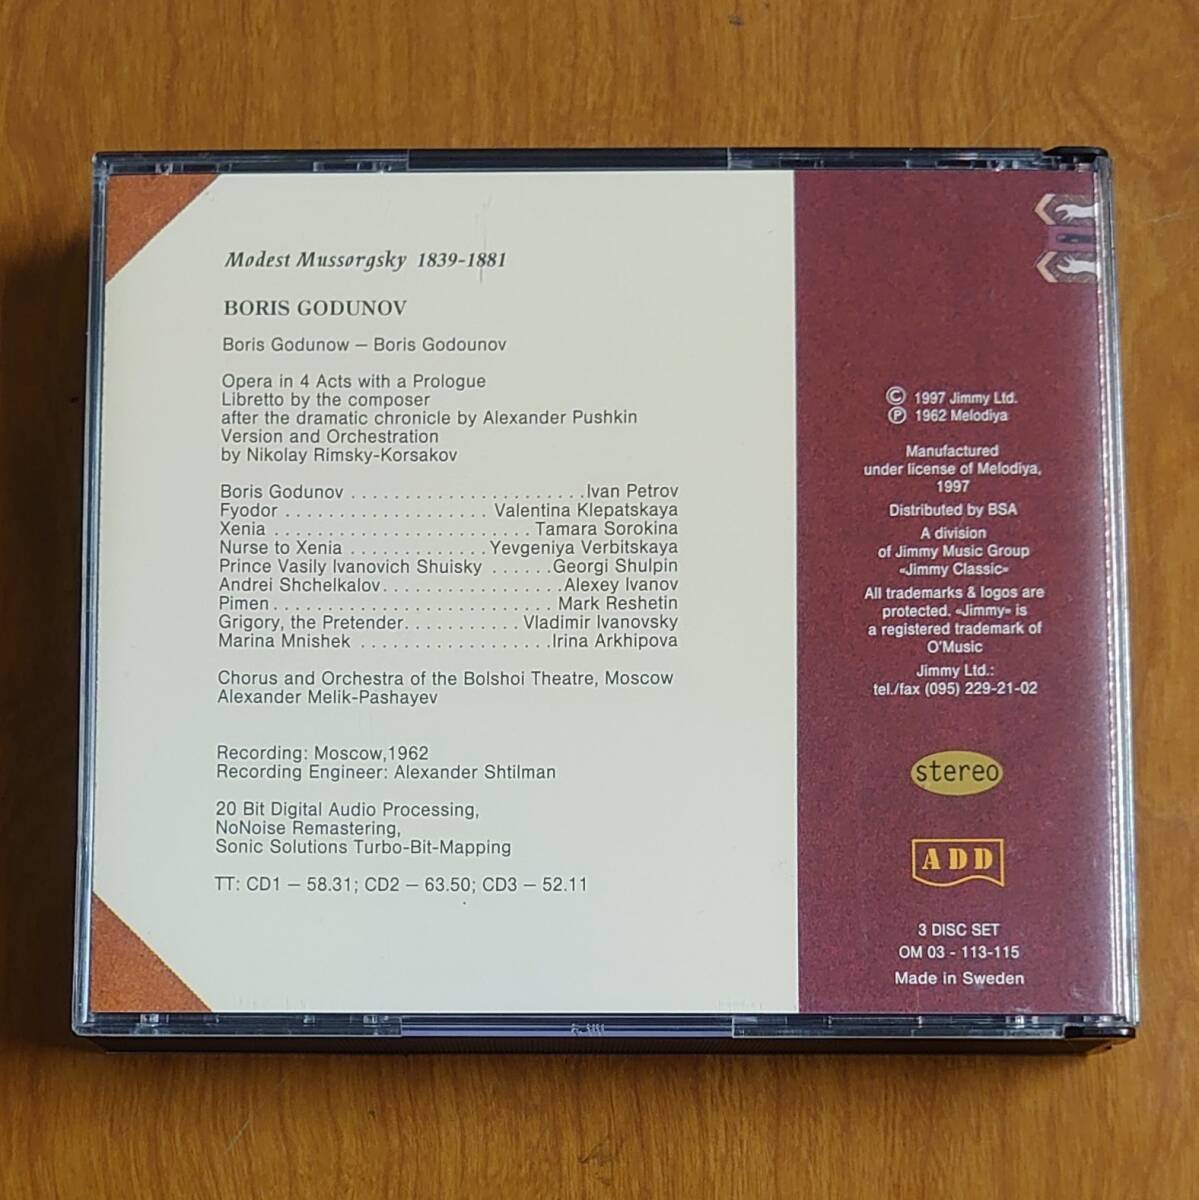 Modest Mussorgsky 1839-1881
BORIS GODUNOV
Boris Godunow – Boris Godounov
Opera in 4 Acts with a Prologue
Libretto by the composer
after the dramatic chronicle by Alexander Pushkin
Version and Orchestration
by Nikolay Rimsky-Korsakov
Boris Godunov . . . . . . . . . . . . . . . . . . . . . . Ivan Petrov
Fyodor . . . . . . . . . . . . . . . . . . . Valentina Klepatskaya
Xenia . . . . . . . . . . . . . . . . . . . . . . . . Tamara Sorokina
Nurse to Xenia . . . . . . . . . . . . . Yevgeniya Verbitskaya
Prince Vasily Ivanovich Shuisky . . . . . . Georgi Shulpin
Andrei Shchelkalov . . . . . . . . . . . . . . . . . Alexey Ivanov
Pimen . . . . . . . . . . . . . . . . . . . . . . . . . . Mark Reshetin
Grigory, the Pretender . . . . . . . . . . . Vladimir Ivanovsky
Marina Mnishek . . . . . . . . . . . . . . . . . . Irina Arkhipova
Chorus and Orchestra of the Bolshoi Theatre, Moscow
Alexander Melik-Pashayev
Recording: Moscow,1962
Recording Engineer: Alexander Shtilman
20 Bit Digital Audio Processing,
NoNoise Remastering,
Sonic Solutions Turbo-Bit-Mapping
TT: CD1 – 58.31; CD2 – 63.50; CD3 – 52.11
© 1997 Jimmy Ltd.
℗ 1962 Melodiya
Manufactured
under license of Melodiya,
1997
Distributed by BSA
A division
of Jimmy Music Group
«Jimmy Classic»
All trademarks & logos are
protected. «Jimmy» is
a registered trademark of
O'Music
Jimmy Ltd.:
tel./fax (095) 229-21-02
stereo
ADD
3 DISC SET
OM 03 - 113-115
Made in Sweden